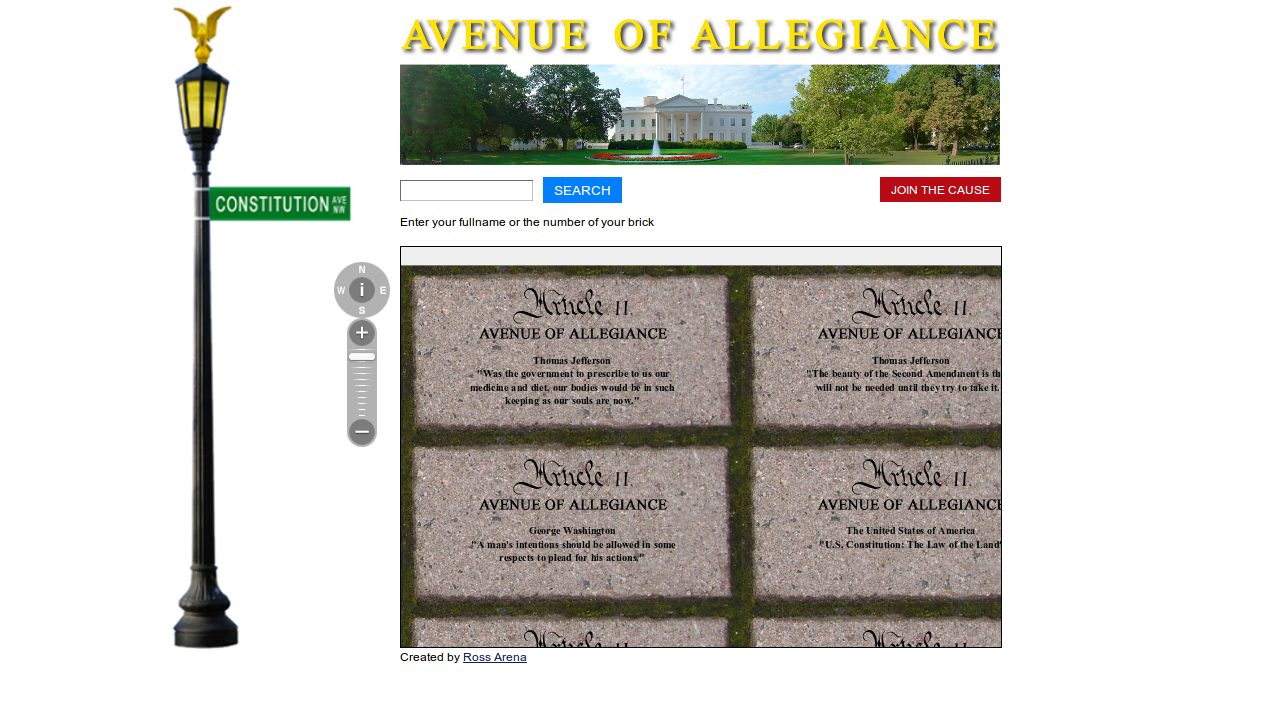 AVENUE OF ALLEGIANCE
CONSTITUTION AVE NW
SEARCH
JOIN THE CAUSE
Enter your fullname or the number of your brick
N
W i E
S
+
−
Article II.
AVENUE OF ALLEGIANCE
Thomas Jefferson
"Was the government to prescribe to us our
medicine and diet, our bodies would be in such
keeping as our souls are now."
Article II.
AVENUE OF ALLEGIANCE
Thomas Jefferson
"The beauty of the Second Amendment is th
will not be needed until they try to take it.
Article II.
AVENUE OF ALLEGIANCE
George Washington
"A man's intentions should be allowed in some
respects to plead for his actions."
Article II.
AVENUE OF ALLEGIANCE
The United States of America
"U.S. Constitution: The Law of the Land"
Article II.
Article II.
Created by Ross Arena